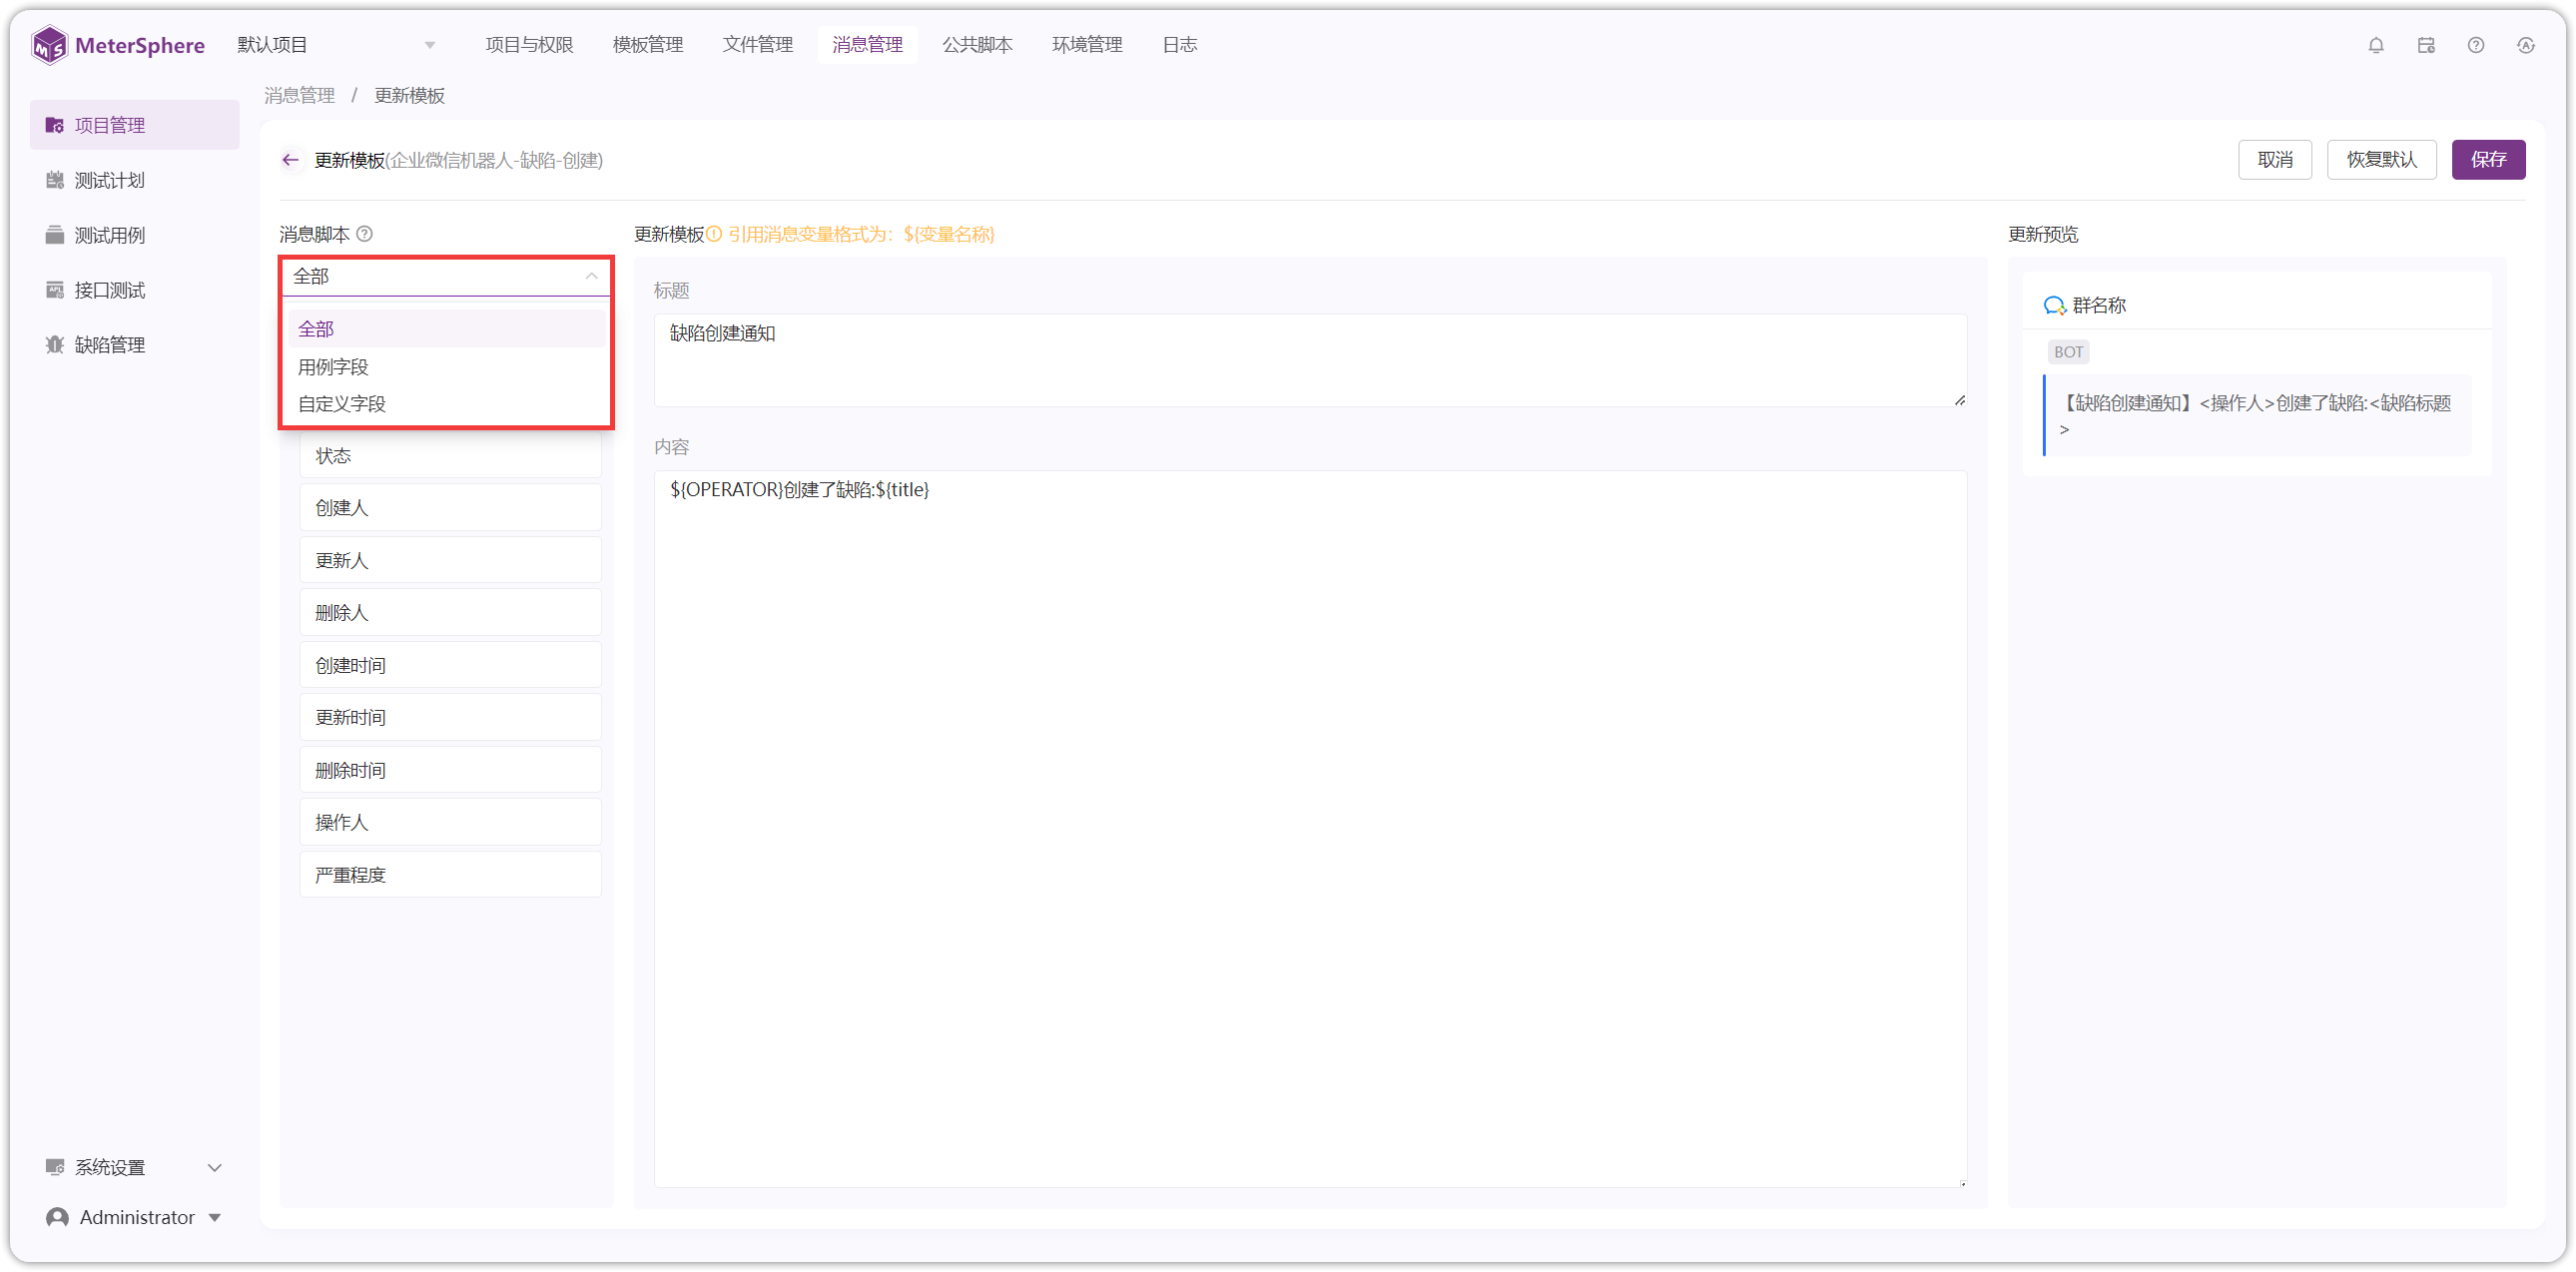 MeterSphere 默认项目 项目与权限 模板管理 文件管理 消息管理 公共脚本 环境管理 日志
消息管理 / 更新模板
项目管理
测试计划
测试用例
接口测试
缺陷管理
系统设置
Administrator
更新模板(企业微信机器人-缺陷-创建)
取消 恢复默认 保存
消息脚本
全部
全部
用例字段
自定义字段
状态
创建人
更新人
删除人
创建时间
更新时间
删除时间
操作人
严重程度
更新模板 引用消息变量格式为：${变量名称}
标题
缺陷创建通知
内容
${OPERATOR}创建了缺陷:${title}
更新预览
群名称
BOT
【缺陷创建通知】<操作人>创建了缺陷:<缺陷标题
>